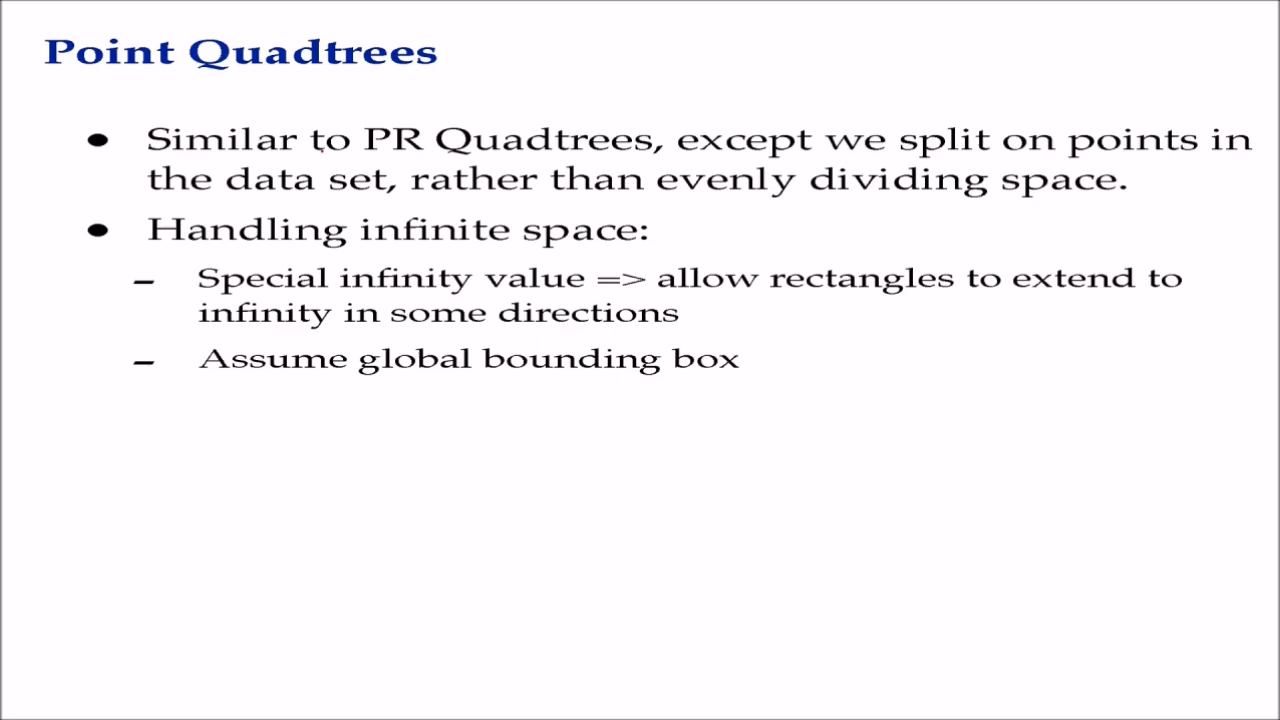 Point Quadtrees
● Similar to PR Quadtrees, except we split on points in
the data set, rather than evenly dividing space.
● Handling infinite space:
– Special infinity value => allow rectangles to extend to
infinity in some directions
– Assume global bounding box